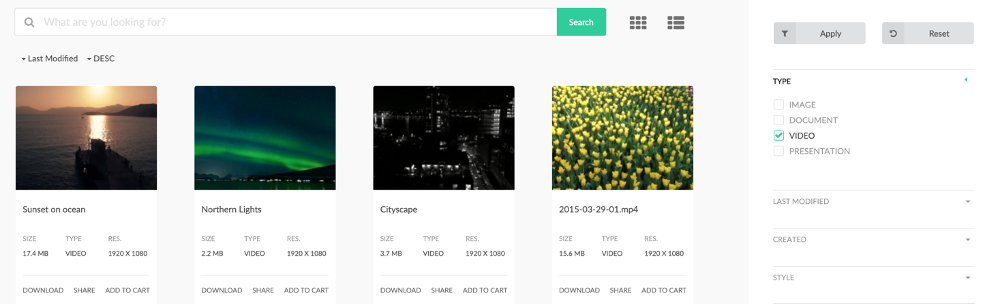 What are you looking for?
Search
Apply
Reset
Last Modified DESC
TYPE
IMAGE
DOCUMENT
VIDEO
PRESENTATION
LAST MODIFIED
CREATED
STYLE
Sunset on ocean
SIZE TYPE RES.
17.4 MB VIDEO 1920 X 1080
DOWNLOAD SHARE ADD TO CART
Northern Lights
SIZE TYPE RES.
2.2 MB VIDEO 1920 X 1080
DOWNLOAD SHARE ADD TO CART
Cityscape
SIZE TYPE RES.
3.7 MB VIDEO 1920 X 1080
DOWNLOAD SHARE ADD TO CART
2015-03-29-01.mp4
SIZE TYPE RES.
15.6 MB VIDEO 1920 X 1080
DOWNLOAD SHARE ADD TO CART